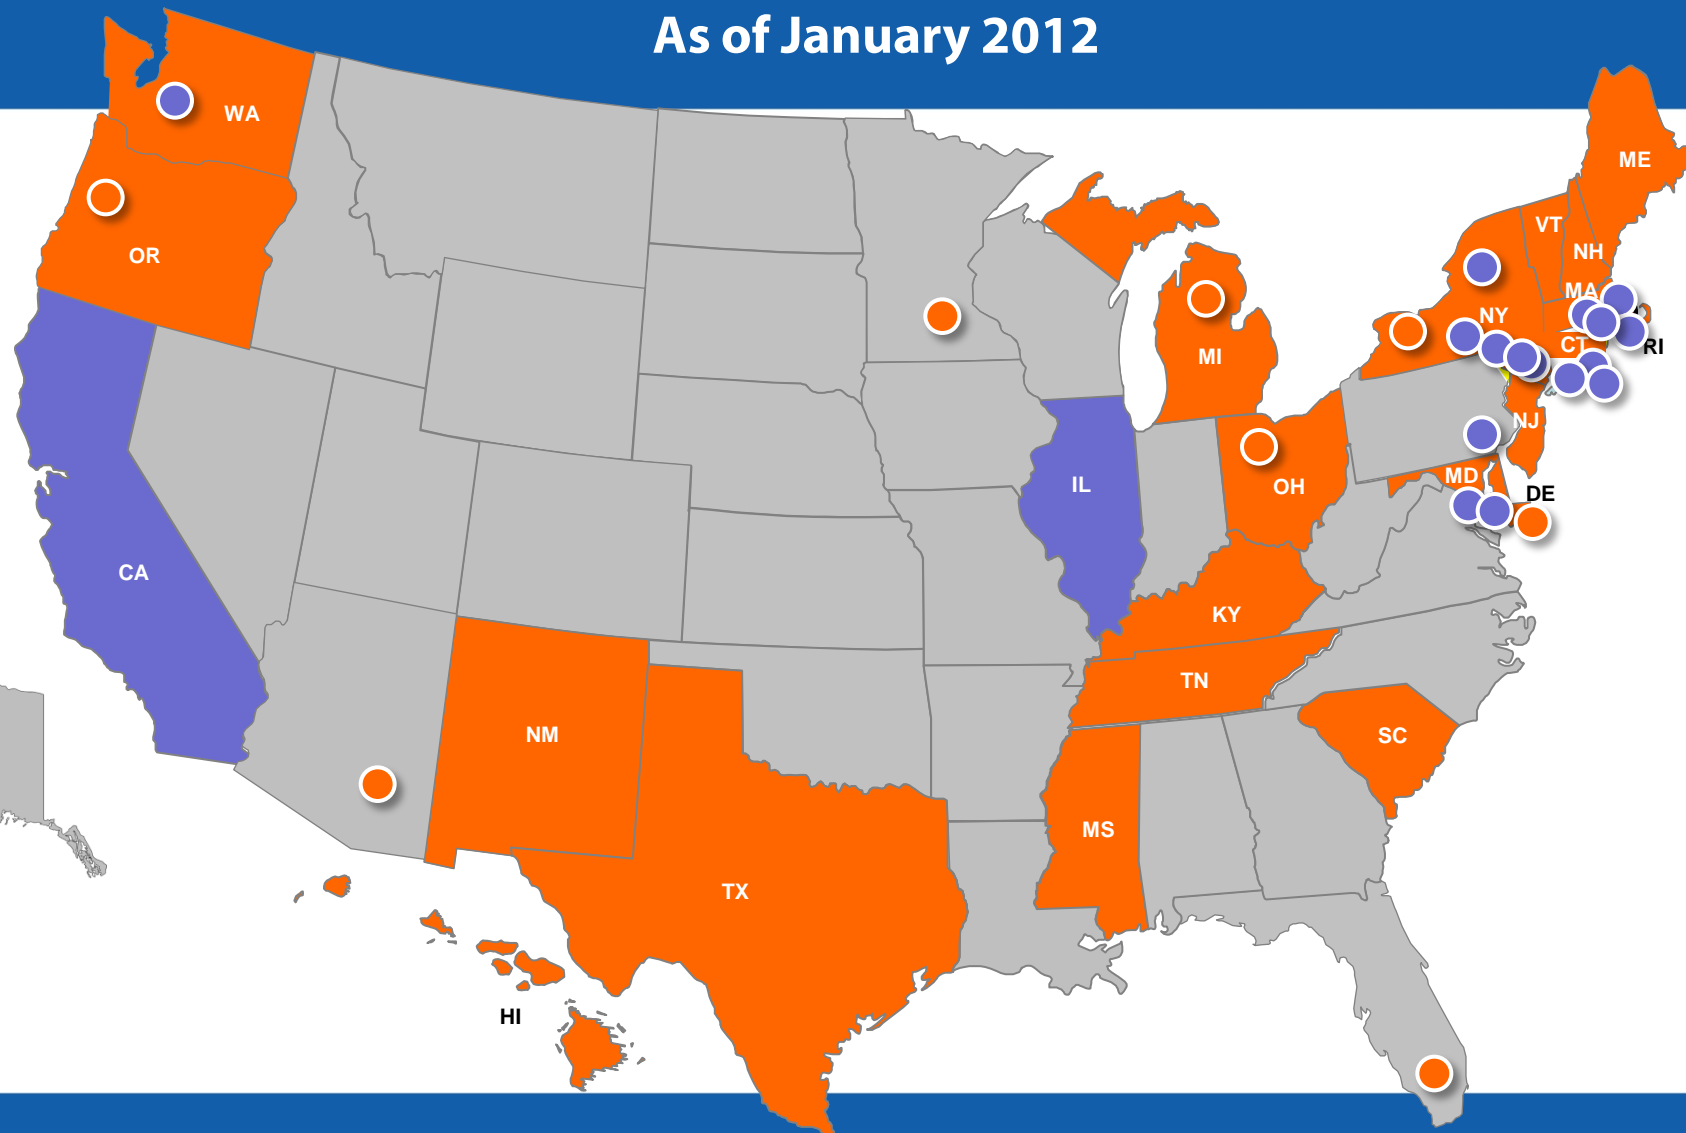 As of January 2012
WA
ME
VT
OR
NH
MA
NY
CT
RI
MI
NJ
MD
IL
OH
DE
CA
KY
TN
NM
SC
MS
TX
HI